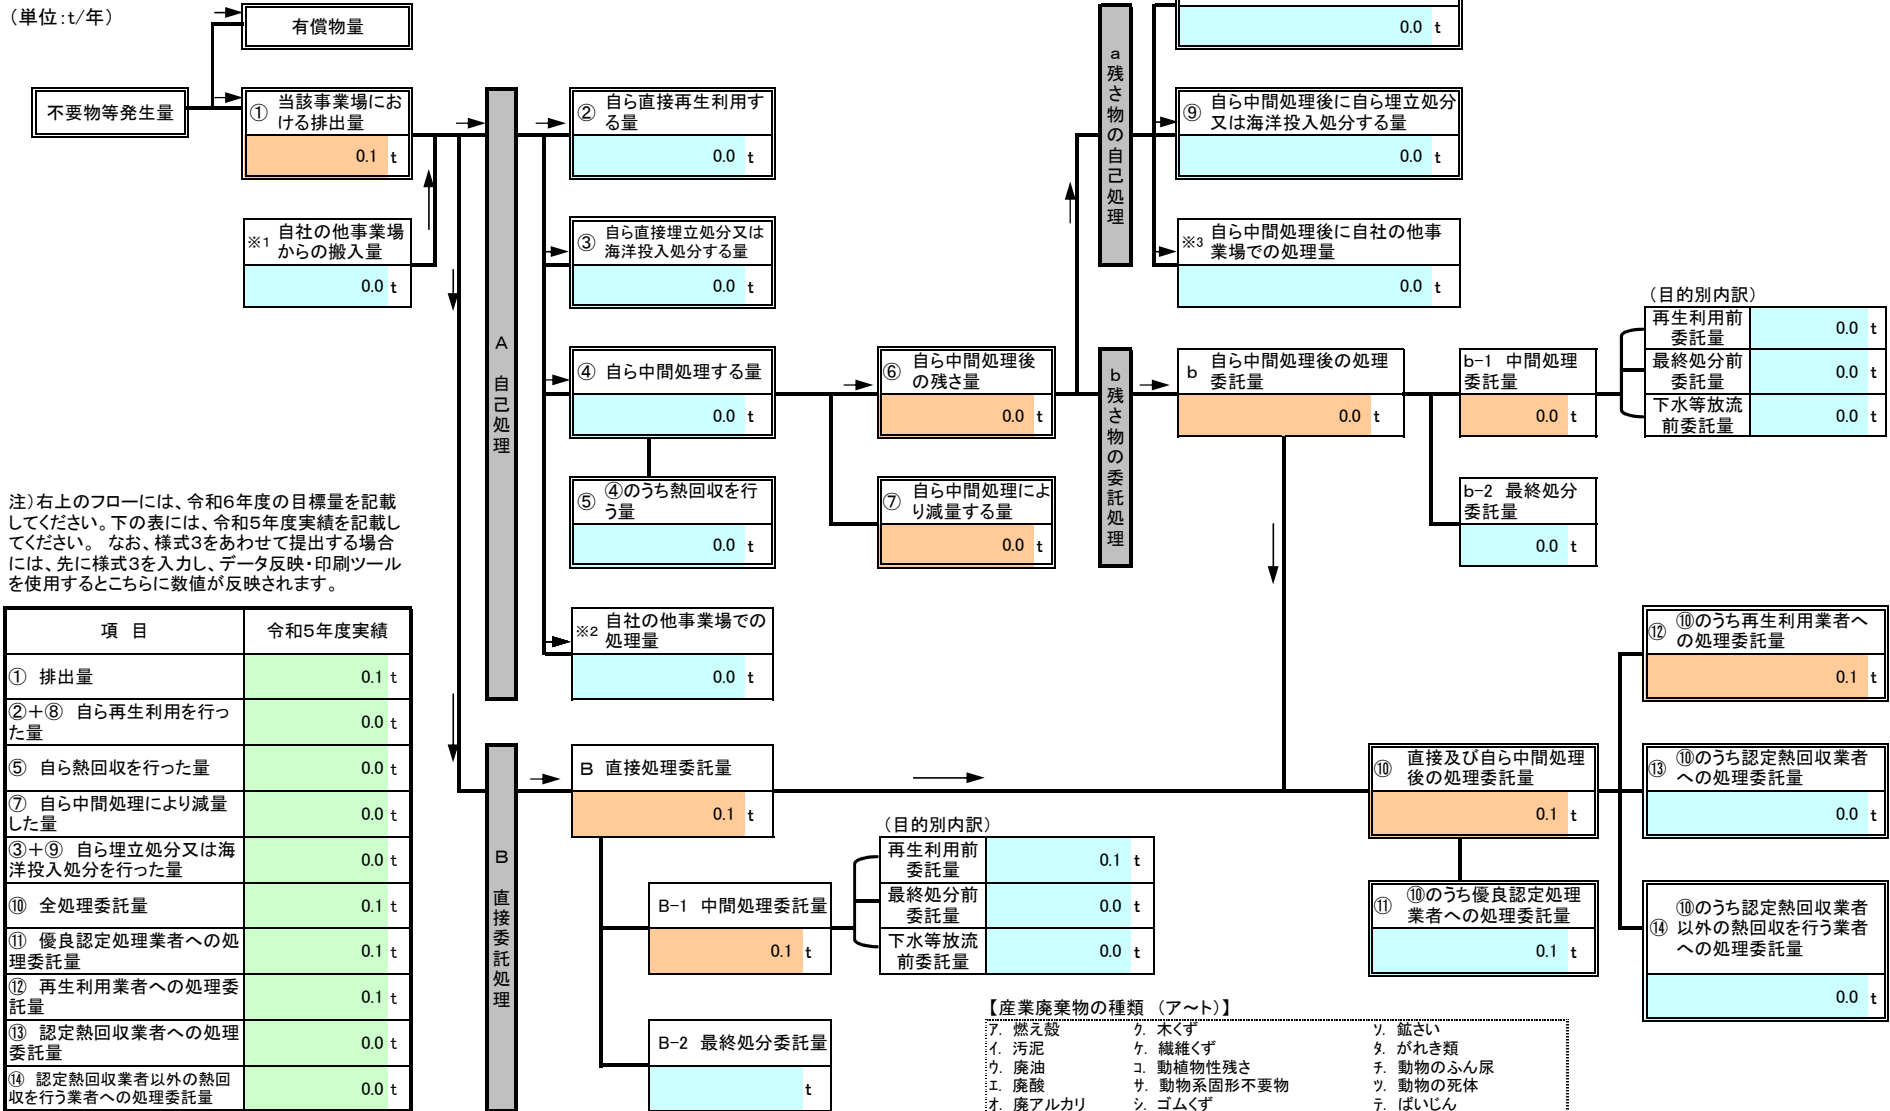 （単位：t/年）
有償物量
不要物等発生量
① 当該事業場にお
ける排出量
0.1 t
※1 自社の他事業場
からの搬入量
0.0 t
A 自己処理
② 自ら直接再生利用す
る量
0.0 t
③ 自ら直接埋立処分又は
海洋投入処分する量
0.0 t
④ 自ら中間処理する量
0.0 t
⑤ ④のうち熱回収を行
う量
0.0 t
※2 自社の他事業場での
処理量
0.0 t
⑥ 自ら中間処理後
の残さ量
0.0 t
⑦ 自ら中間処理によ
り減量する量
0.0 t
a 残さ物の自己処理
0.0 t
⑨ 自ら中間処理後に自ら埋立処分
又は海洋投入処分する量
0.0 t
※3 自ら中間処理後に自社の他事
業場での処理量
0.0 t
b 残さ物の委託処理
b 自ら中間処理後の処理
委託量
0.0 t
b-1 中間処理
委託量
0.0 t
（目的別内訳）
再生利用前
委託量
0.0 t
最終処分前
委託量
0.0 t
下水等放流
前委託量
0.0 t
b-2 最終処分
委託量
0.0 t
注）右上のフローには、令和6年度の目標量を記載
してください。下の表には、令和5年度実績を記載し
てください。 なお、様式3をあわせて提出する場合
には、先に様式3を入力し、データ反映・印刷ツール
を使用するとこちらに数値が反映されます。
項 目 令和5年度実績
① 排出量 0.1 t
②＋⑧ 自ら再生利用を行っ
た量
0.0 t
⑤ 自ら熱回収を行った量 0.0 t
⑦ 自ら中間処理により減量
した量
0.0 t
③＋⑨ 自ら埋立処分又は海
洋投入処分を行った量
0.0 t
⑩ 全処理委託量 0.1 t
⑪ 優良認定処理業者への処
理委託量
0.1 t
⑫ 再生利用業者への処理委
託量
0.1 t
⑬ 認定熱回収業者への処理
委託量
0.0 t
⑭ 認定熱回収業者以外の熱回
収を行う業者への処理委託量
0.0 t
B 直接委託処理
B 直接処理委託量
0.1 t
B-1 中間処理委託量
0.1 t
（目的別内訳）
再生利用前
委託量
0.1 t
最終処分前
委託量
0.0 t
下水等放流
前委託量
0.0 t
B-2 最終処分委託量
t
⑩ 直接及び自ら中間処理
後の処理委託量
0.1 t
⑪ ⑩のうち優良認定処理
業者への処理委託量
0.1 t
⑫ ⑩のうち再生利用業者へ
の処理委託量
0.1 t
⑬ ⑩のうち認定熱回収業者
への処理委託量
0.0 t
⑩のうち認定熱回収業者
⑭ 以外の熱回収を行う業者
への処理委託量
0.0 t
【産業廃棄物の種類 （ア～ト）】
ア. 燃え殻 ク. 木くず ソ. 鉱さい
イ. 汚泥 ケ. 繊維くず タ. がれき類
ウ. 廃油 コ. 動植物性残さ チ. 動物のふん尿
エ. 廃酸 サ. 動物系固形不要物 ツ. 動物の死体
オ. 廃アルカリ シ. ゴムくず テ. ばいじん